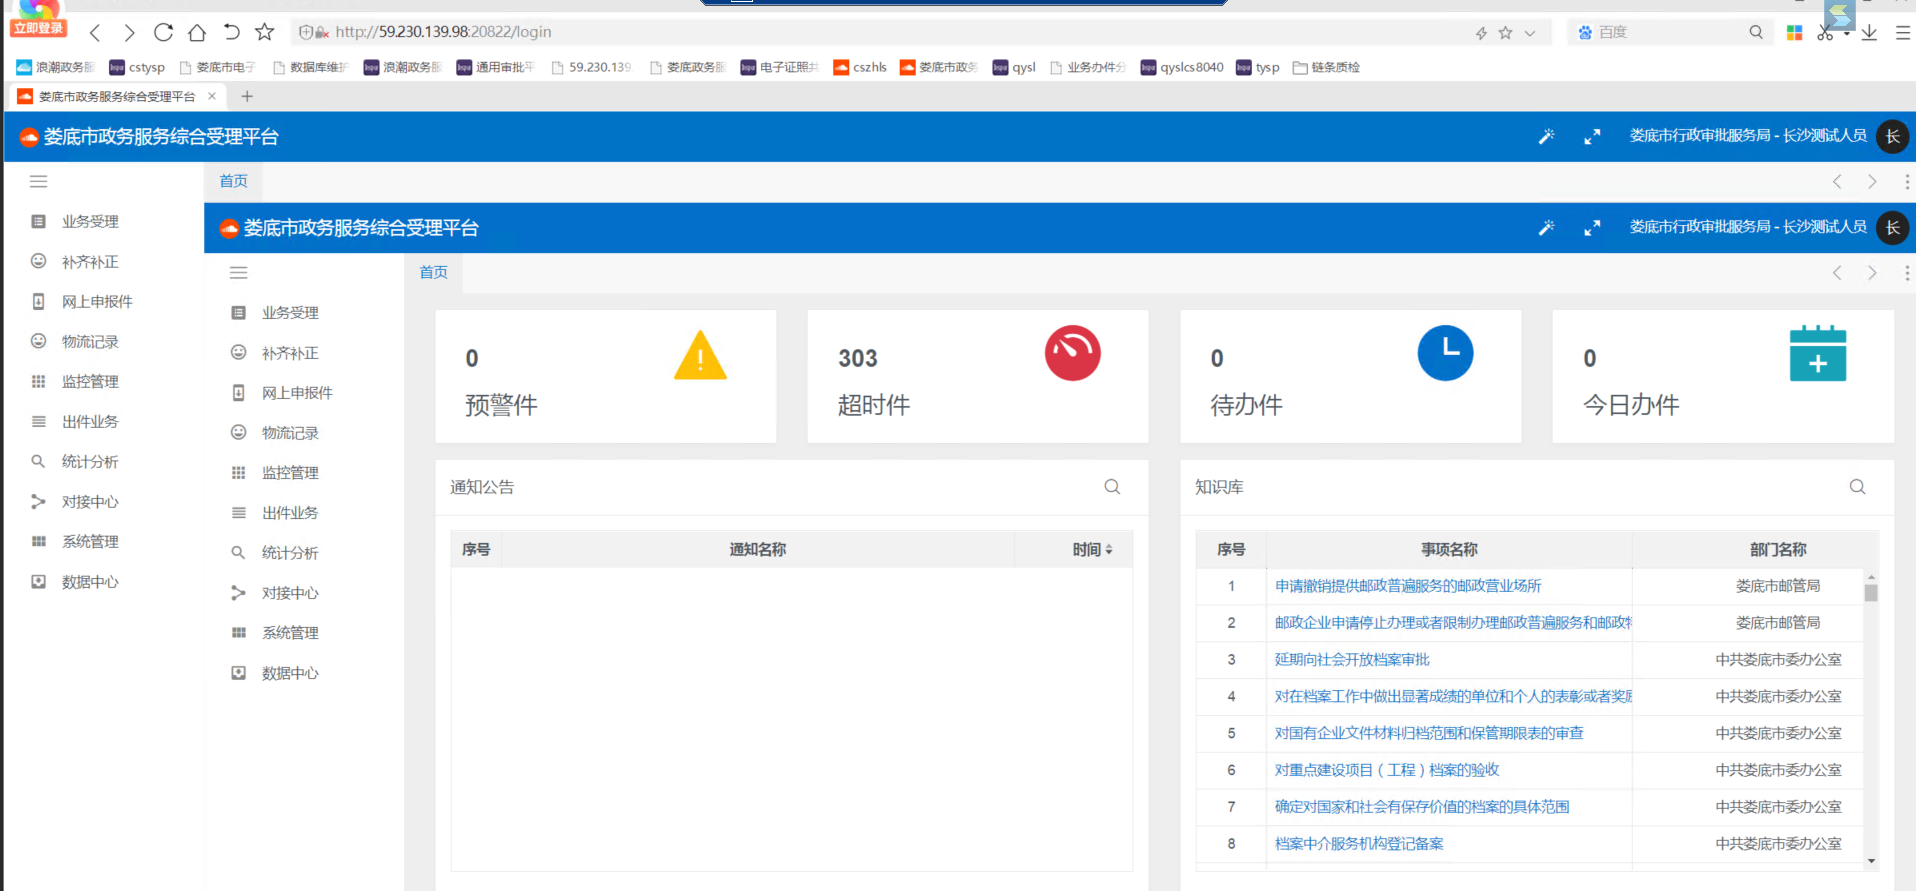 立即登录
http://59.230.139.98:20822/login
百度
浪潮政务服
cstysp
娄底市电子
数据库维护
浪潮政务服
通用审批平
59.230.139.
娄底政务服
电子证照共
cszhls
娄底市政务
qysl
业务办件分
qyslcs8040
tysp
链条质检
娄底市政务服务综合受理平台
娄底市政务服务综合受理平台
娄底市行政审批服务局 - 长沙测试人员
长
首页
业务受理
补齐补正
网上申报件
物流记录
监控管理
出件业务
统计分析
对接中心
系统管理
数据中心
娄底市政务服务综合受理平台
娄底市行政审批服务局 - 长沙测试人员
长
首页
业务受理
补齐补正
网上申报件
物流记录
监控管理
出件业务
统计分析
对接中心
系统管理
数据中心
0
预警件
303
超时件
0
待办件
0
今日办件
通知公告
序号 通知名称 时间
知识库
序号 事项名称 部门名称
1 申请撤销提供邮政普遍服务的邮政营业场所 娄底市邮管局
2 邮政企业申请停止办理或者限制办理邮政普遍服务和邮政特 娄底市邮管局
3 延期向社会开放档案审批 中共娄底市委办公室
4 对在档案工作中做出显著成绩的单位和个人的表彰或者奖励 中共娄底市委办公室
5 对国有企业文件材料归档范围和保管期限表的审查 中共娄底市委办公室
6 对重点建设项目（工程）档案的验收 中共娄底市委办公室
7 确定对国家和社会有保存价值的档案的具体范围 中共娄底市委办公室
8 档案中介服务机构登记备案 中共娄底市委办公室